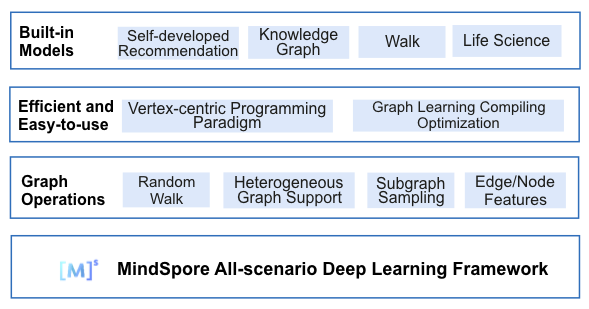 Built-in
Models
Self-developed
Recommendation
Knowledge
Graph
Walk
Life Science
Efficient and
Easy-to-use
Vertex-centric Programming
Paradigm
Graph Learning Compiling
Optimization
Graph
Operations
Random
Walk
Heterogeneous
Graph Support
Subgraph
Sampling
Edge/Node
Features
[M]s MindSpore All-scenario Deep Learning Framework